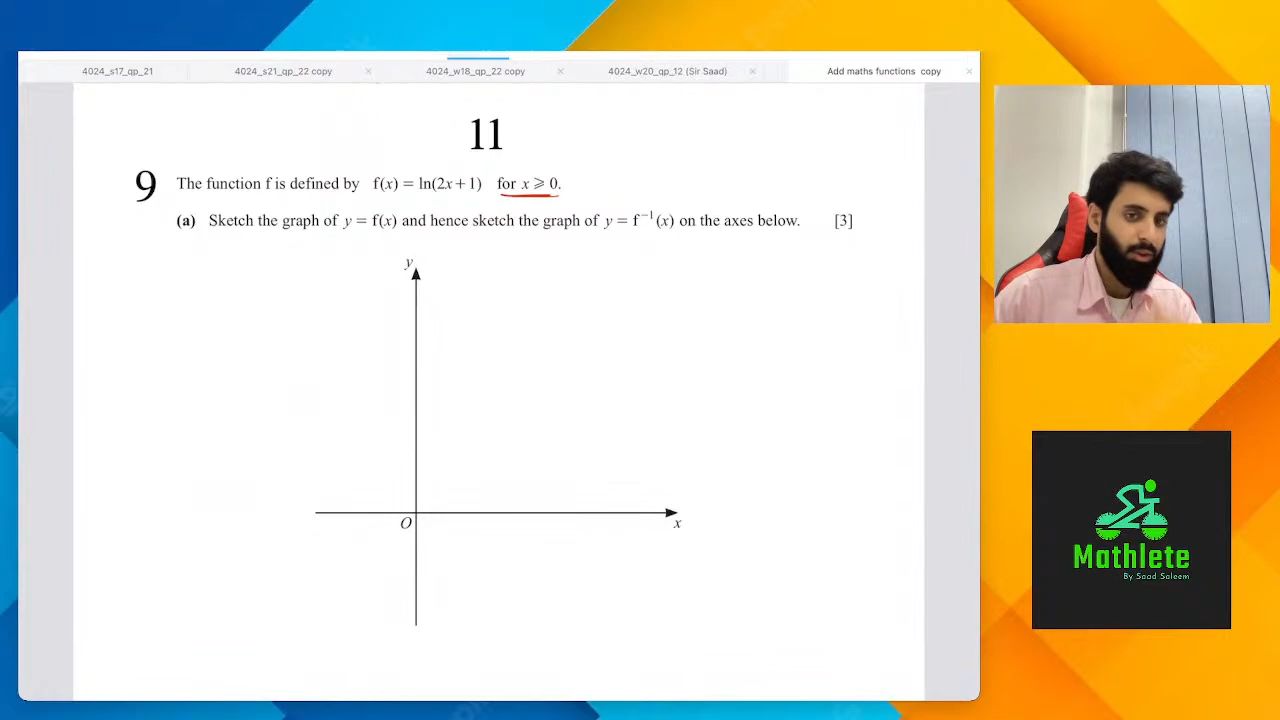 4024_s17_qp_21
4024_s21_qp_22 copy
4024_w18_qp_22 copy
4024_w20_qp_12 (Sir Saad)
Add maths functions copy
11
9 The function f is defined by f(x) = ln(2x+1) for x ⩾ 0.
(a) Sketch the graph of y = f(x) and hence sketch the graph of y = f⁻¹(x) on the axes below. [3]
y
O
x
Mathlete
By Saad Saleem